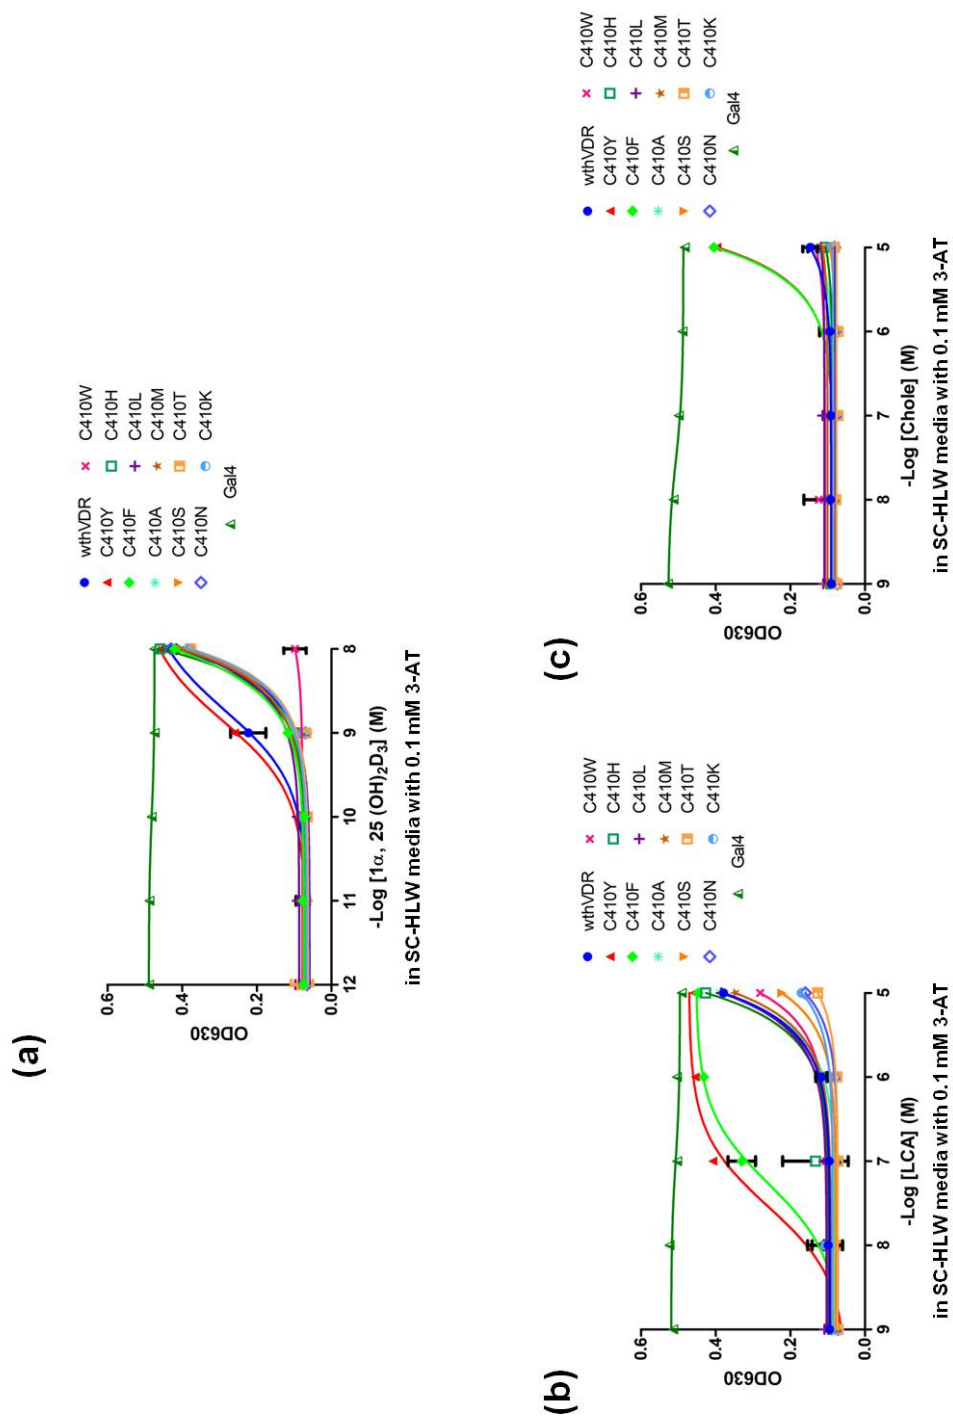 (a)
wthVDR C410W
C410Y C410H
C410F C410L
C410A C410M
C410S C410T
C410N C410K
Gal4
OD630
0.6
0.4
0.2
0.0
12 11 10 9 8
-Log [1α, 25 (OH)₂D₃] (M)
in SC-HLW media with 0.1 mM 3-AT
(b)
wthVDR C410W
C410Y C410H
C410F C410L
C410A C410M
C410S C410T
C410N C410K
Gal4
OD630
0.6
0.4
0.2
0.0
9 8 7 6 5
-Log [LCA] (M)
in SC-HLW media with 0.1 mM 3-AT
(c)
wthVDR C410W
C410Y C410H
C410F C410L
C410A C410M
C410S C410T
C410N C410K
Gal4
OD630
0.6
0.4
0.2
0.0
9 8 7 6 5
-Log [Chole] (M)
in SC-HLW media with 0.1 mM 3-AT